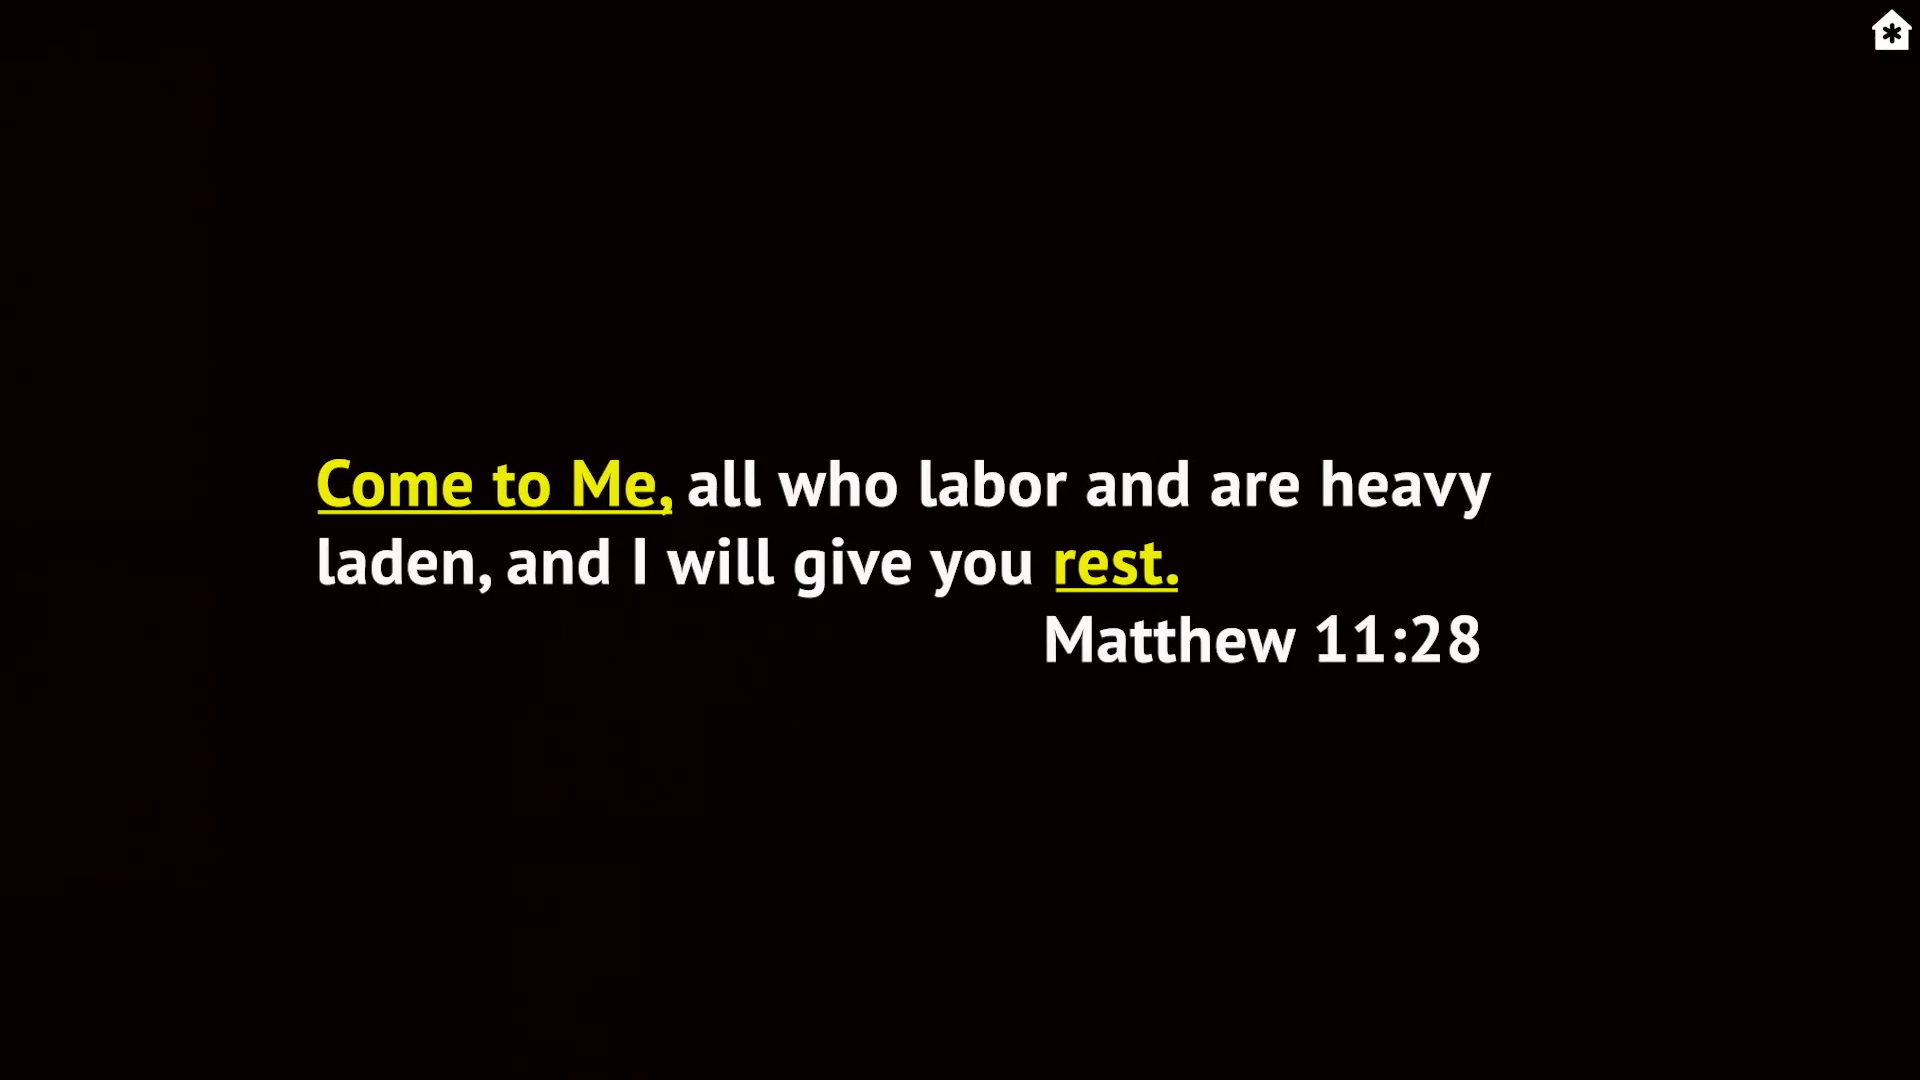 Come to Me, all who labor and are heavy
laden, and I will give you rest.
Matthew 11:28